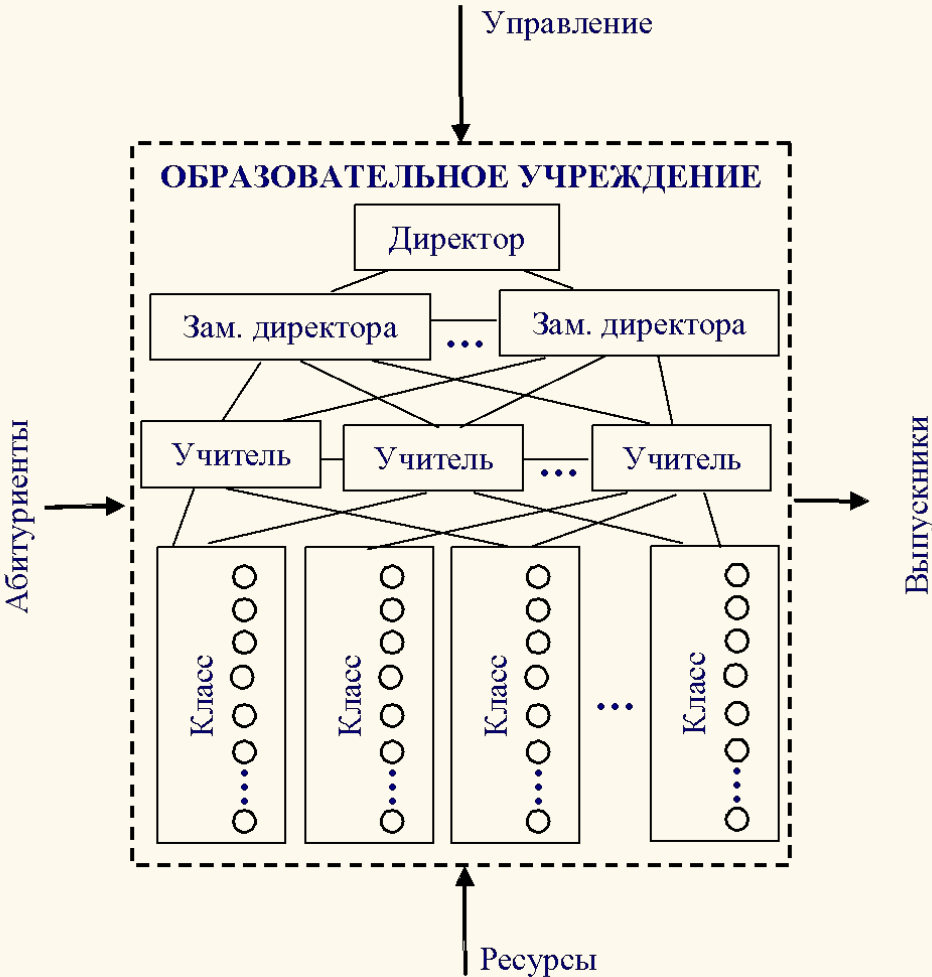 Управление
ОБРАЗОВАТЕЛЬНОЕ УЧРЕЖДЕНИЕ
Директор
Зам. директора
...
Зам. директора
Абитуриенты
Учитель
Учитель
...
Учитель
Выпускники
Класс
Класс
Класс
...
Класс
Ресурсы